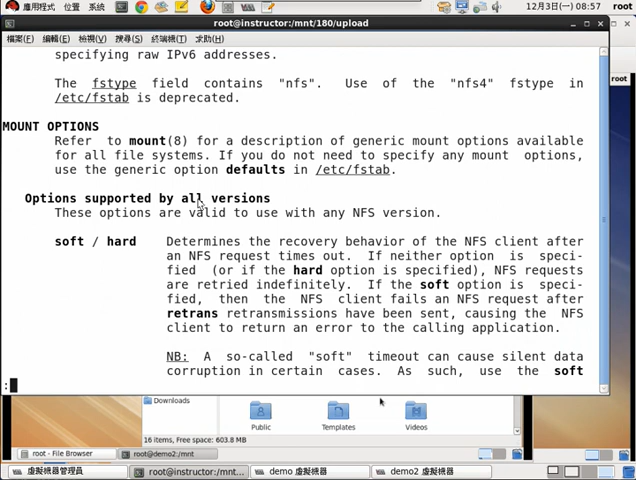 應用程式 位置 系統 12月3日(一) 08:57
root@instructor:/mnt/180/upload
檔案(F) 編輯(E) 檢視(V) 搜尋(S) 終端機(T) 求助(H)
specifying raw IPv6 addresses.
The fstype field contains "nfs". Use of the "nfs4" fstype in
/etc/fstab is deprecated.
MOUNT OPTIONS
Refer to mount(8) for a description of generic mount options available
for all file systems. If you do not need to specify any mount options,
use the generic option defaults in /etc/fstab.
Options supported by all versions
These options are valid to use with any NFS version.
soft / hard Determines the recovery behavior of the NFS client after
an NFS request times out. If neither option is speci-
fied (or if the hard option is specified), NFS requests
are retried indefinitely. If the soft option is speci-
fied, then the NFS client fails an NFS request after
retrans retransmissions have been sent, causing the NFS
client to return an error to the calling application.
NB: A so-called "soft" timeout can cause silent data
corruption in certain cases. As such, use the soft
:
root
Downloads
Public Templates Videos
16 items, Free space: 603.8 MB
root - File Browser root@demo2:/mnt
虛擬機器管理員 root@instructor:/mnt... demo 虛擬機器 demo2 虛擬機器